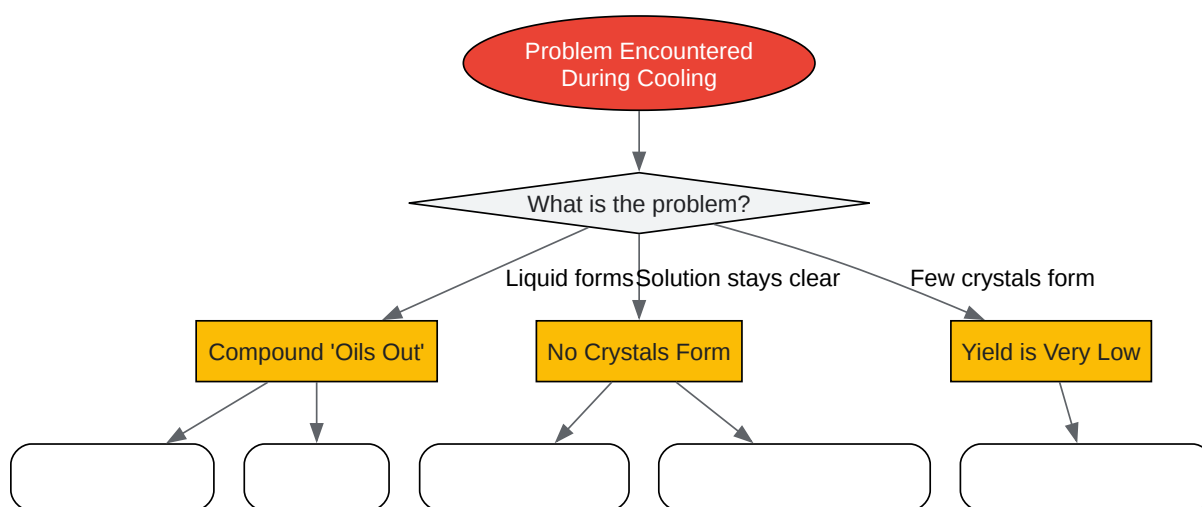 Problem Encountered
During Cooling
What is the problem?
Liquid forms
Solution stays clear
Few crystals form
Compound 'Oils Out'
No Crystals Form
Yield is Very Low